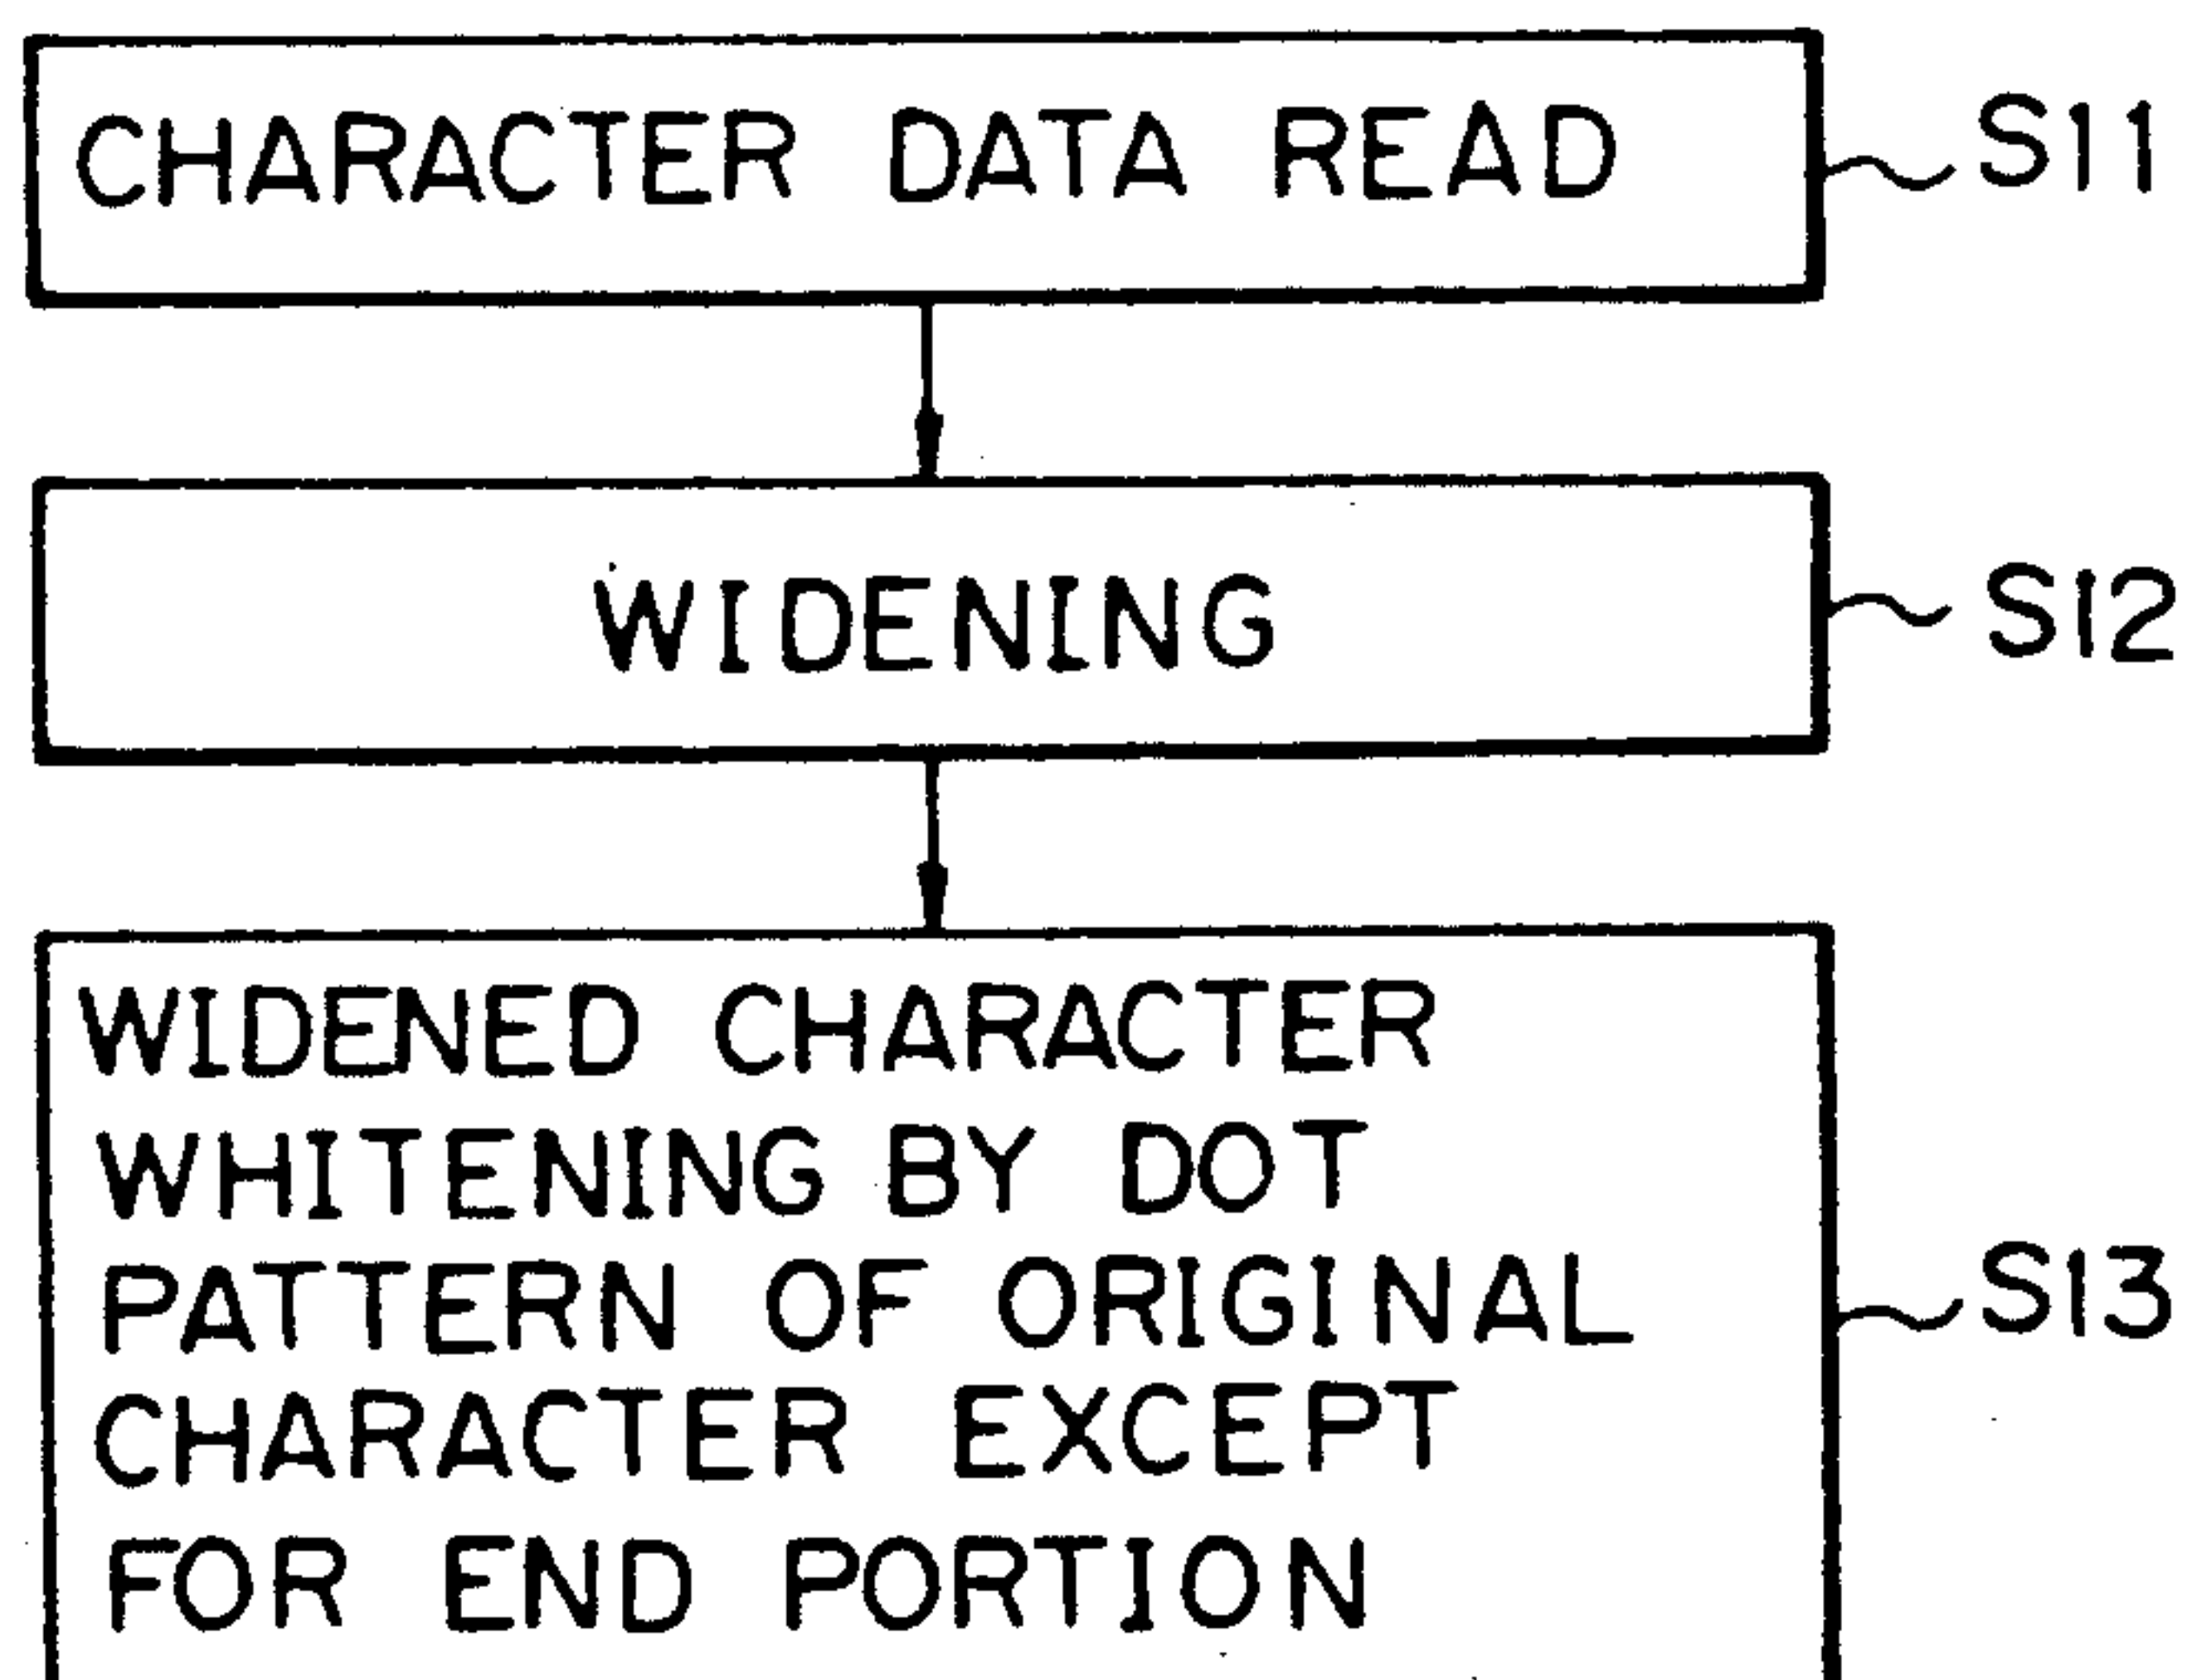 CHARACTER DATA READ
S11
WIDENING
S12
WIDENED CHARACTER
WHITENING BY DOT
PATTERN OF ORIGINAL
CHARACTER EXCEPT
FOR END PORTION
S13